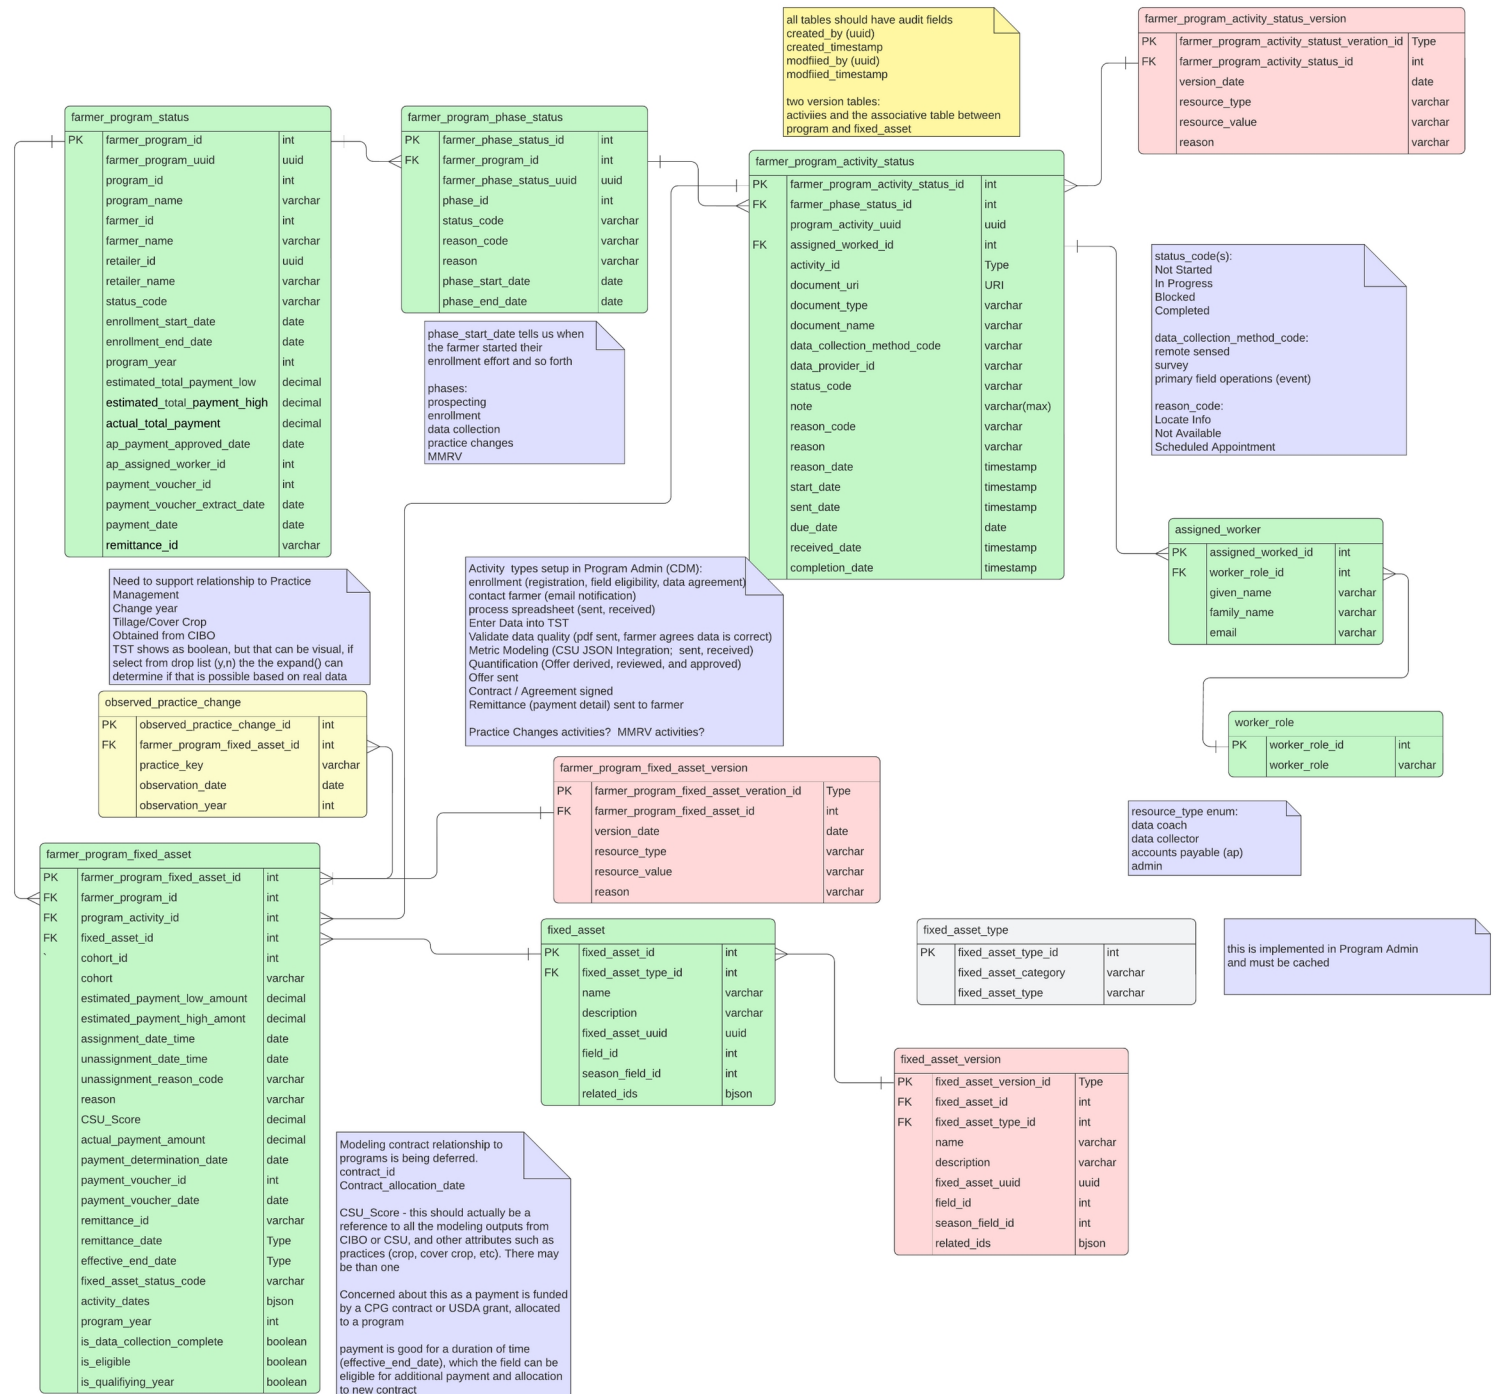 all tables should have audit fields
created_by (uuid)
created_timestamp
modfiied_by (uuid)
modfiied_timestamp
two version tables:
activiies and the associative table between
program and fixed_asset
farmer_program_activity_status_version
PK farmer_program_activity_statust_veration_id Type
FK farmer_program_activity_status_id int
version_date date
resource_type varchar
resource_value varchar
reason varchar
farmer_program_status
PK farmer_program_id int
farmer_program_uuid uuid
program_id int
program_name varchar
farmer_id int
farmer_name varchar
retailer_id uuid
retailer_name varchar
status_code varchar
enrollment_start_date date
enrollment_end_date date
program_year int
estimated_total_payment_low decimal
estimated_total_payment_high decimal
actual_total_payment decimal
ap_payment_approved_date date
ap_assigned_worker_id int
payment_voucher_id int
payment_voucher_extract_date date
payment_date date
remittance_id varchar
farmer_program_phase_status
PK farmer_phase_status_id int
FK farmer_program_id int
farmer_phase_status_uuid uuid
phase_id int
status_code varchar
reason_code varchar
reason varchar
phase_start_date date
phase_end_date date
phase_start_date tells us when
the farmer started their
enrollment effort and so forth
phases:
prospecting
enrollment
data collection
practice changes
MMRV
farmer_program_activity_status
PK farmer_program_activity_status_id int
FK farmer_phase_status_id int
program_activity_uuid uuid
FK assigned_worked_id int
activity_id Type
document_uri URI
document_type varchar
document_name varchar
data_collection_method_code varchar
data_provider_id varchar
status_code varchar
note varchar(max)
reason_code varchar
reason varchar
reason_date timestamp
start_date timestamp
sent_date timestamp
due_date date
received_date timestamp
completion_date timestamp
status_code(s):
Not Started
In Progress
Blocked
Completed
data_collection_method_code:
remote sensed
survey
primary field operations (event)
reason_code:
Locate Info
Not Available
Scheduled Appointment
assigned_worker
PK assigned_worked_id int
FK worker_role_id int
given_name varchar
family_name varchar
email varchar
worker_role
PK worker_role_id int
worker_role varchar
resource_type enum:
data coach
data collector
accounts payable (ap)
admin
Need to support relationship to Practice
Management
Change year
Tillage/Cover Crop
Obtained from CIBO
TST shows as boolean, but that can be visual, if
select from drop list (y,n) the the expand() can
determine if that is possible based on real data
Activity  types setup in Program Admin (CDM):
enrollment (registration, field eligibility, data agreement)
contact farmer (email notification)
process spreadsheet (sent, received)
Enter Data into TST
Validate data quality (pdf sent, farmer agrees data is correct)
Metric Modeling (CSU JSON Integration;  sent, received)
Quantification (Offer derived, reviewed, and approved)
Offer sent
Contract / Agreement signed
Remittance (payment detail) sent to farmer
Practice Changes activities?  MMRV activities?
observed_practice_change
PK observed_practice_change_id int
FK farmer_program_fixed_asset_id int
practice_key varchar
observation_date date
observation_year int
farmer_program_fixed_asset_version
PK farmer_program_fixed_asset_veration_id Type
FK farmer_program_fixed_asset_id int
version_date date
resource_type varchar
resource_value varchar
reason varchar
farmer_program_fixed_asset
PK farmer_program_fixed_asset_id int
FK farmer_program_id int
FK program_activity_id int
FK fixed_asset_id int
` cohort_id int
cohort varchar
estimated_payment_low_amount decimal
estimated_payment_high_amont decimal
assignment_date_time date
unassignment_date_time date
unassignment_reason_code varchar
reason varchar
CSU_Score decimal
actual_payment_amount decimal
payment_determination_date date
payment_voucher_id int
payment_voucher_date date
remittance_id varchar
remittance_date Type
effective_end_date Type
fixed_asset_status_code varchar
activity_dates bjson
program_year int
is_data_collection_complete boolean
is_eligible boolean
is_qualifiying_year boolean
fixed_asset
PK fixed_asset_id int
FK fixed_asset_type_id int
name varchar
description varchar
fixed_asset_uuid uuid
field_id int
season_field_id int
related_ids bjson
fixed_asset_type
PK fixed_asset_type_id int
fixed_asset_category varchar
fixed_asset_type varchar
this is implemented in Program Admin
and must be cached
fixed_asset_version
PK fixed_asset_version_id Type
FK fixed_asset_id int
FK fixed_asset_type_id int
name varchar
description varchar
fixed_asset_uuid uuid
field_id int
season_field_id int
related_ids bjson
Modeling contract relationship to
programs is being deferred.
contract_id
Contract_allocation_date
CSU_Score - this should actually be a
reference to all the modeling outputs from
CIBO or CSU, and other attributes such as
practices (crop, cover crop, etc). There may
be than one
Concerned about this as a payment is funded
by a CPG contract or USDA grant, allocated
to a program
payment is good for a duration of time
(effective_end_date), which the field can be
eligible for additional payment and allocation
to new contract